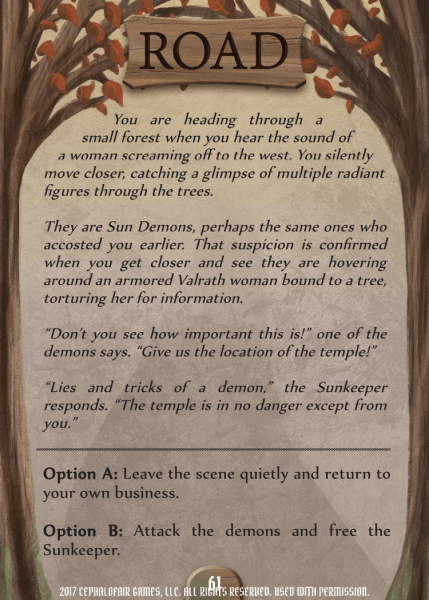 ROAD
You are heading through a
small forest when you hear the sound of
a woman screaming off to the west. You silently
move closer, catching a glimpse of multiple radiant
figures through the trees.
They are Sun Demons, perhaps the same ones who
accosted you earlier. That suspicion is confirmed
when you get closer and see they are hovering
around an armored Valrath woman bound to a tree,
torturing her for information.
“Don’t you see how important this is!” one of the
demons says. “Give us the location of the temple!”
“Lies and tricks of a demon,” the Sunkeeper
responds. “The temple is in no danger except from
you.”
Option A: Leave the scene quietly and return to
your own business.
Option B: Attack the demons and free the
Sunkeeper.
61
2017 CEPHALOFAIR GAMES, LLC. ALL RIGHTS RESERVED. USED WITH PERMISSION.